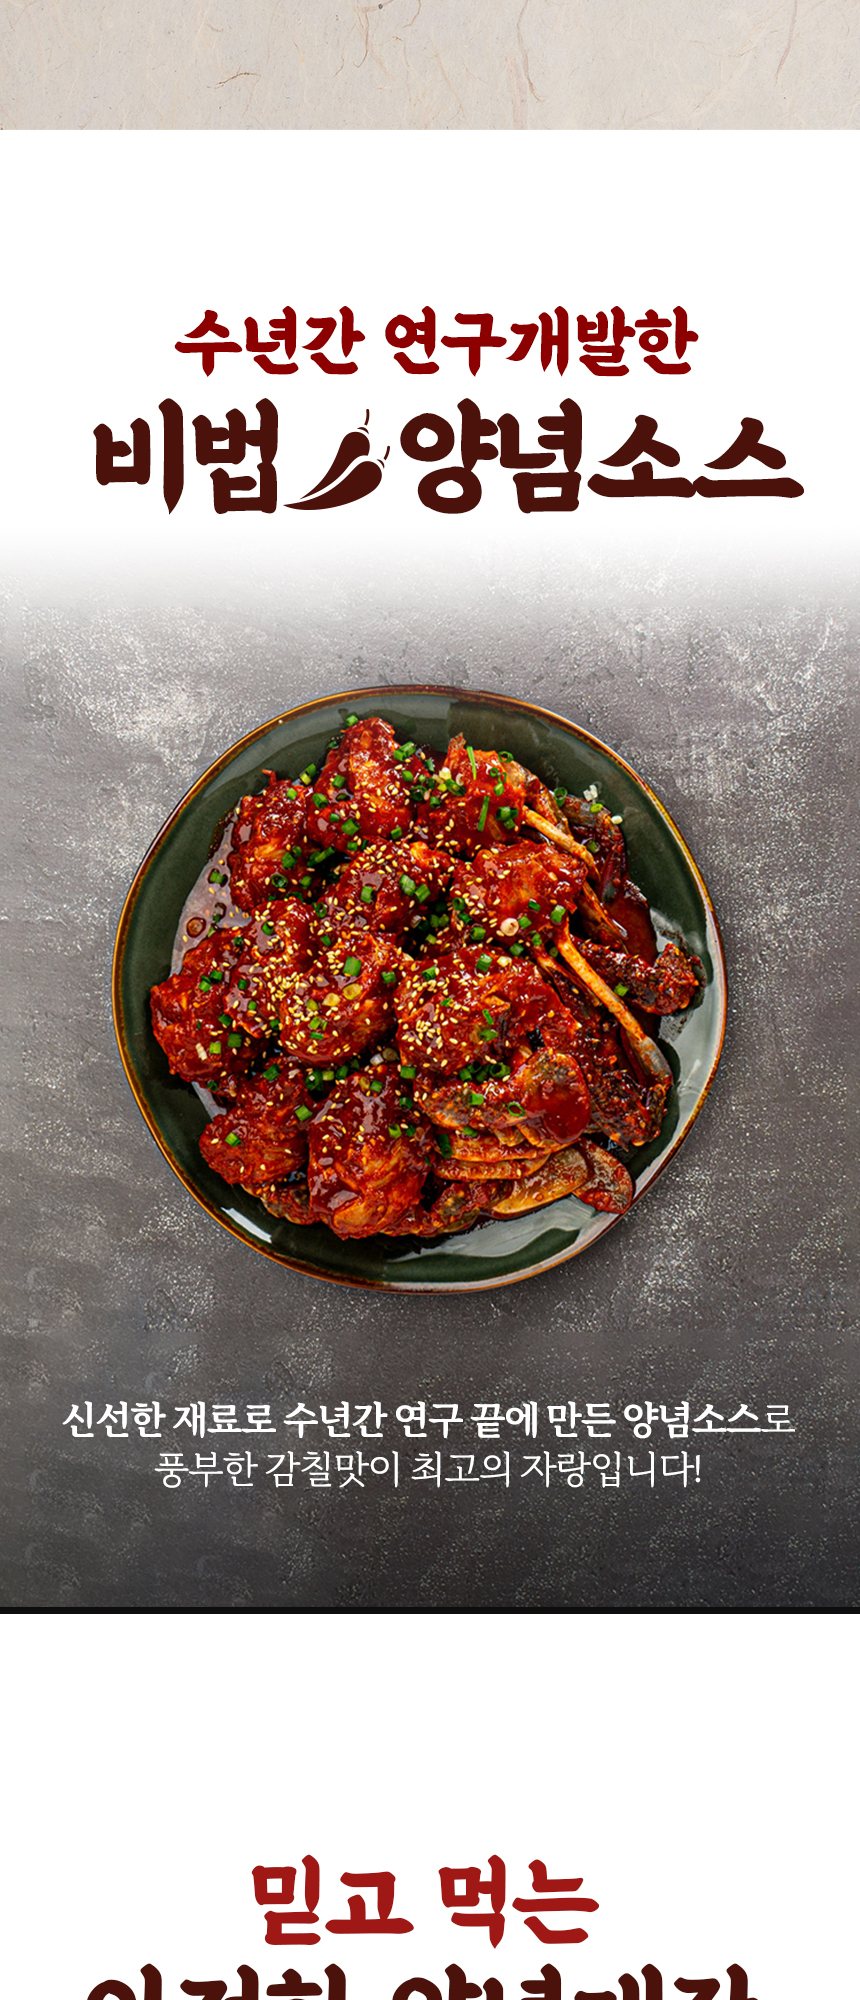 수년간 연구개발한
비법 양념소스
신선한 재료로 수년간 연구 끝에 만든 양념소스로
풍부한 감칠맛이 최고의 자랑입니다!
믿고 먹는